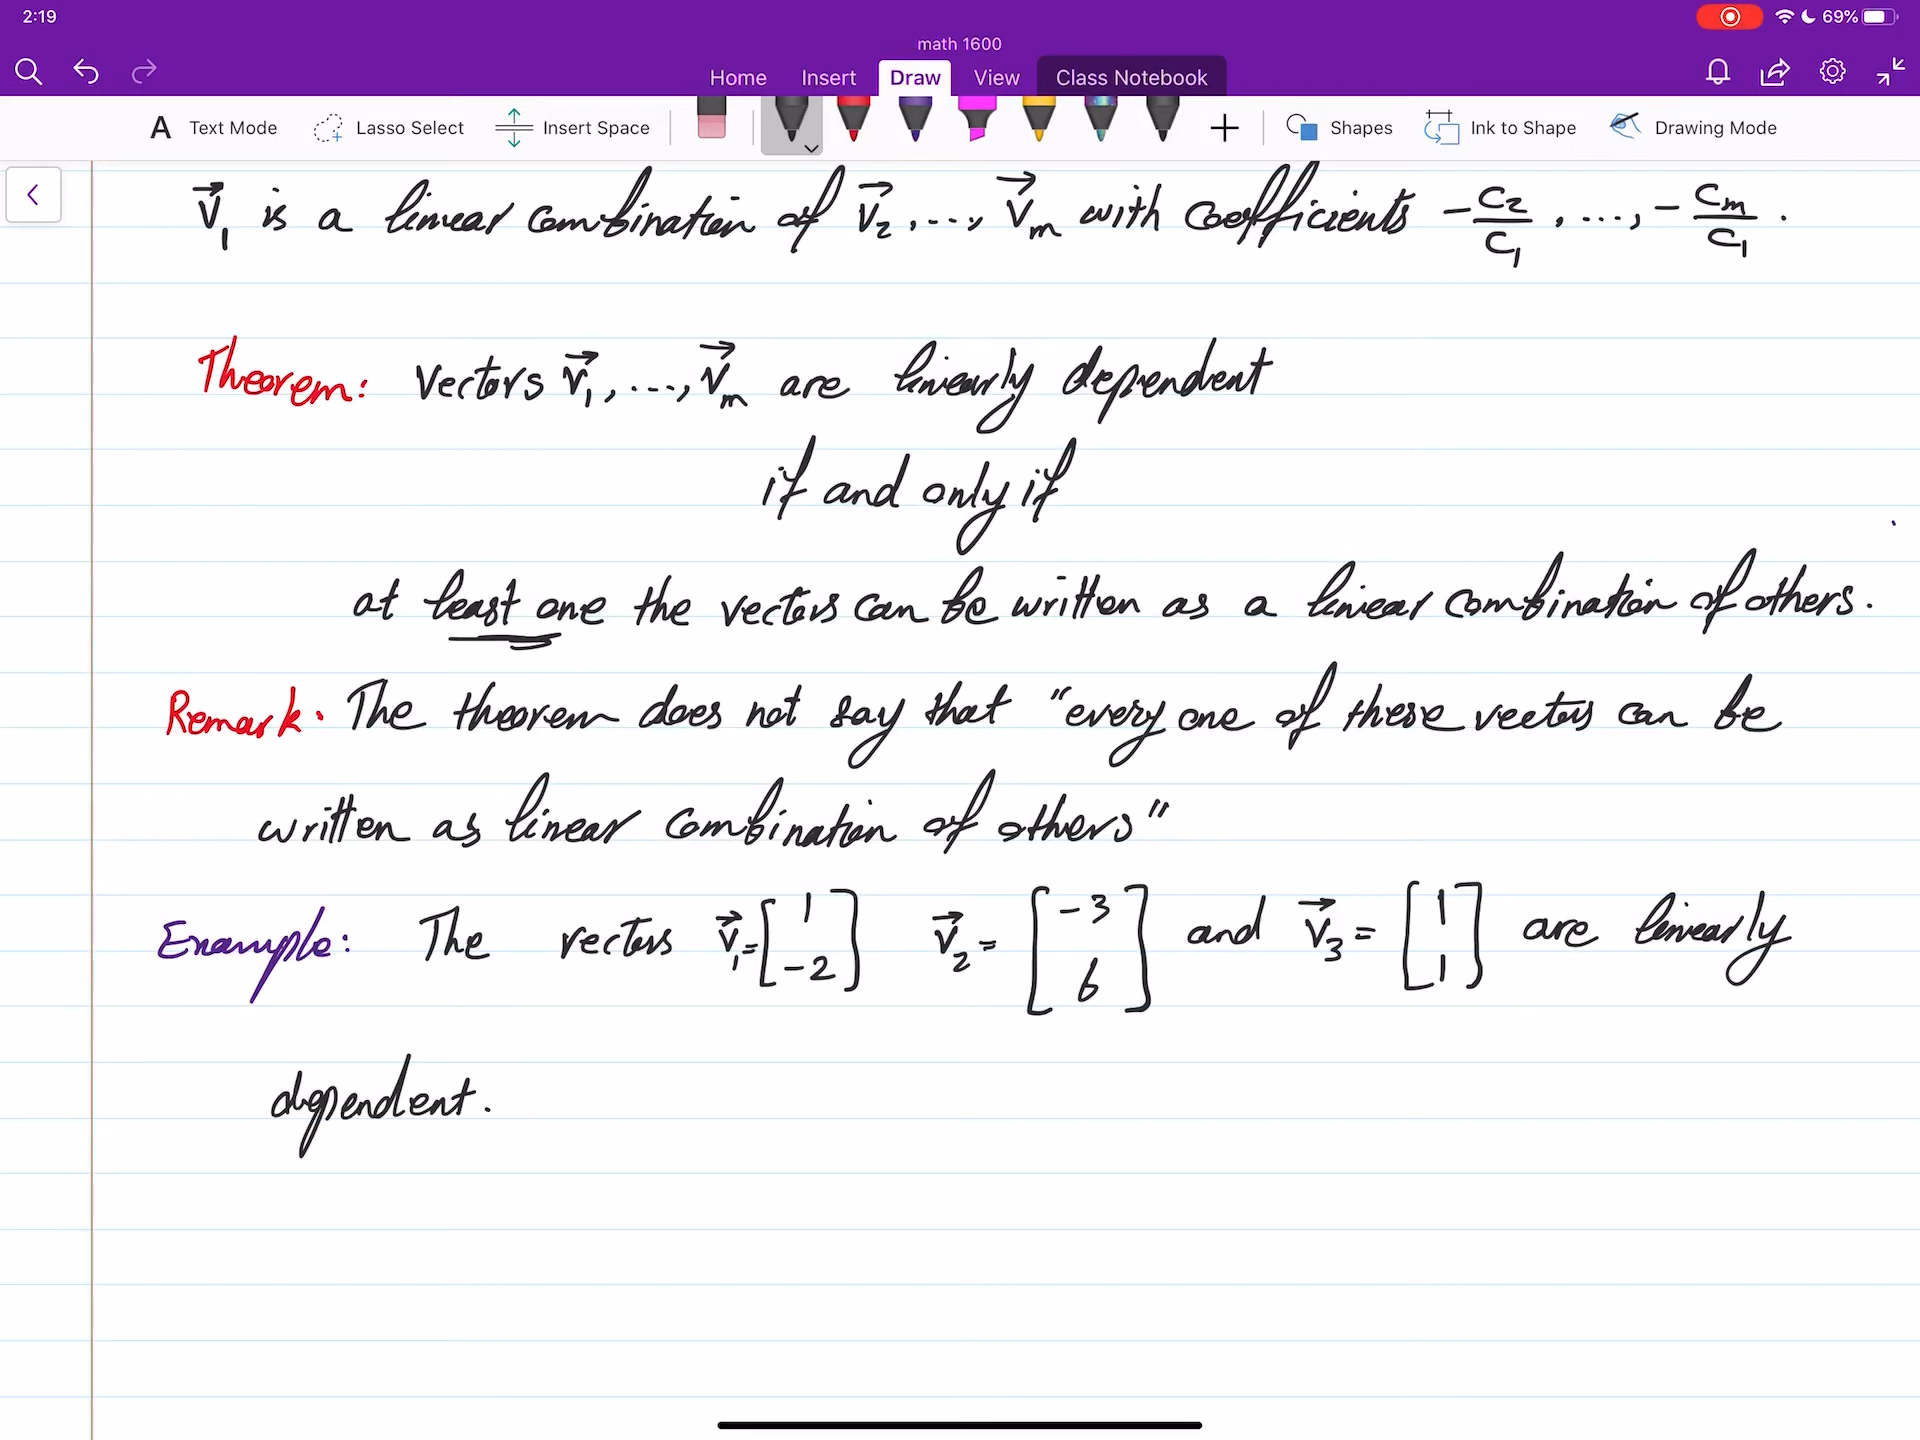 2:19
69%
math 1600
Home Insert Draw View Class Notebook
A Text Mode Lasso Select Insert Space Shapes Ink to Shape Drawing Mode
v⃗₁ is a linear combination of v⃗₂, ..., v⃗ₘ with coefficients -c₂/c₁, ..., -cₘ/c₁.
Theorem: Vectors v⃗₁, ..., v⃗ₘ are linearly dependent
if and only if
at least one the vectors can be written as a linear combination of others.
Remark. The theorem does not say that "every one of these vectors can be
written as linear combination of others"
Example: The vectors v⃗₁=[1 -2] v⃗₂=[-3 6] and v⃗₃=[1 1] are linearly
dependent.